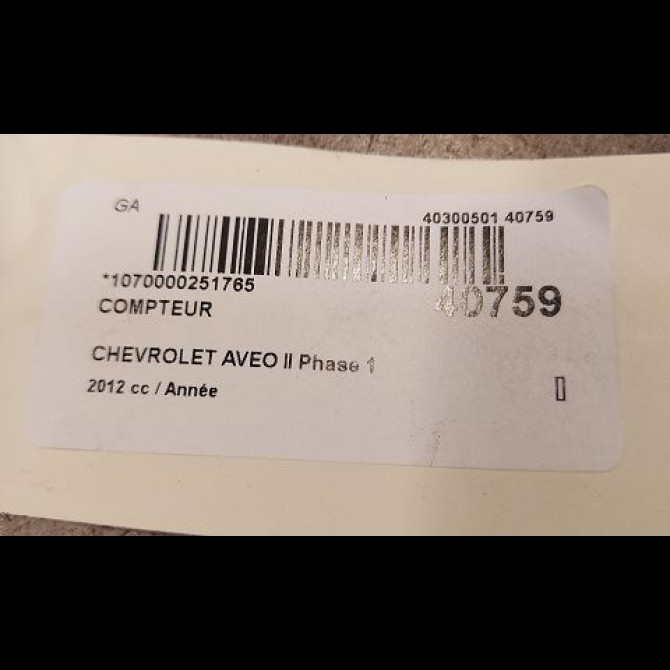 GA
40300501 40759
*1070000251765
40759
COMPTEUR
CHEVROLET AVEO II Phase 1
2012 cc / Année